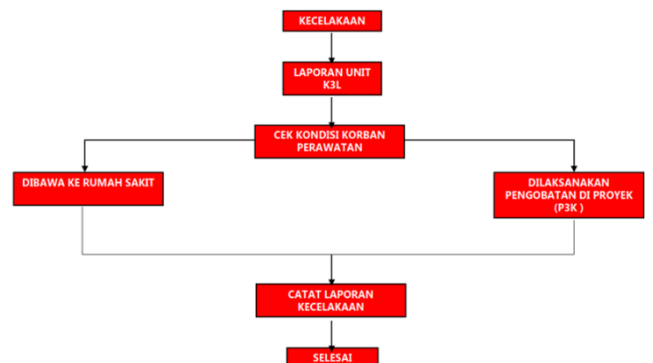 KECELAKAAN
LAPORAN UNIT
K3L
CEK KONDISI KORBAN
PERAWATAN
DIBAWA KE RUMAH SAKIT
DILAKSANAKAN
PENGOBATAN DI PROYEK
(P3K )
CATAT LAPORAN
KECELAKAAN
SELESAI